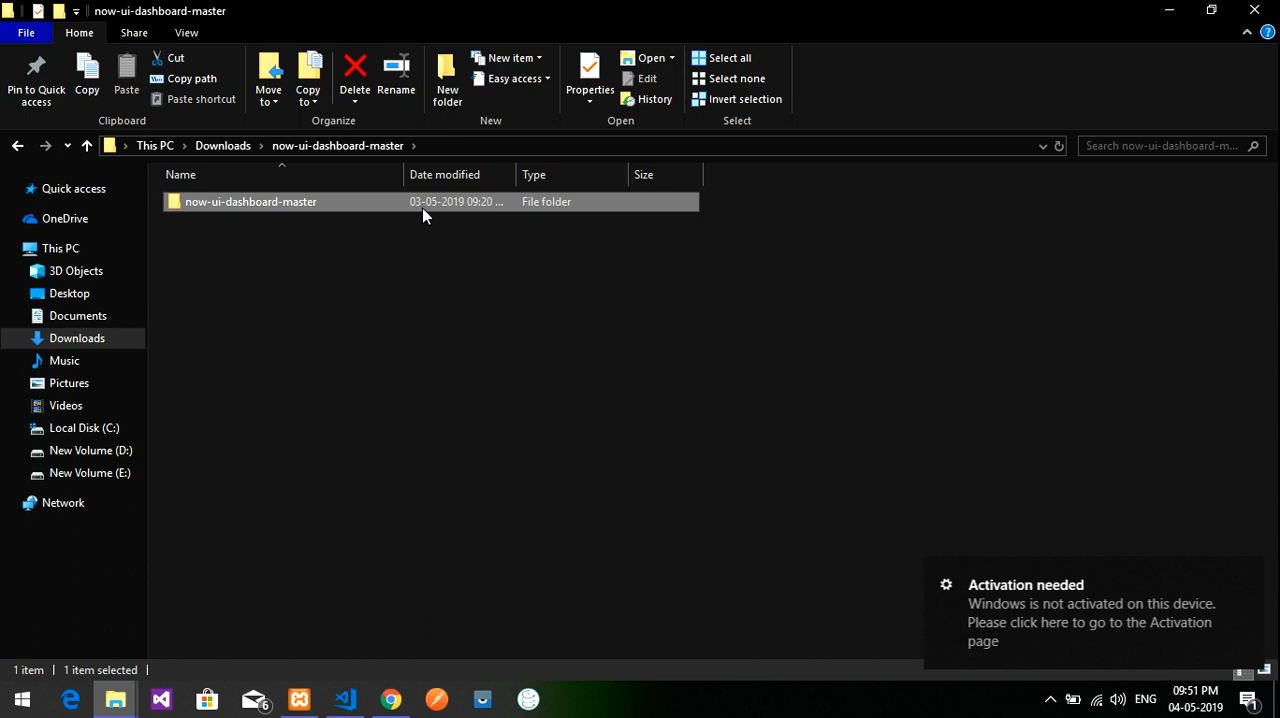 now-ui-dashboard-master
File Home Share View
Pin to Quick access
Copy
Paste
Cut
Copy path
Paste shortcut
Move to
Copy to
Delete
Rename
New folder
New item
Easy access
Properties
Open
Edit
History
Select all
Select none
Invert selection
Clipboard Organize New Open Select
This PC Downloads now-ui-dashboard-master
Search now-ui-dashboard-m...
Name Date modified Type Size
now-ui-dashboard-master 03-05-2019 09:20 ... File folder
Quick access
OneDrive
This PC
3D Objects
Desktop
Documents
Downloads
Music
Pictures
Videos
Local Disk (C:)
New Volume (D:)
New Volume (E:)
Network
Activation needed
Windows is not activated on this device.
Please click here to go to the Activation
page
1 item 1 item selected
6
ENG
09:51 PM
04-05-2019
1